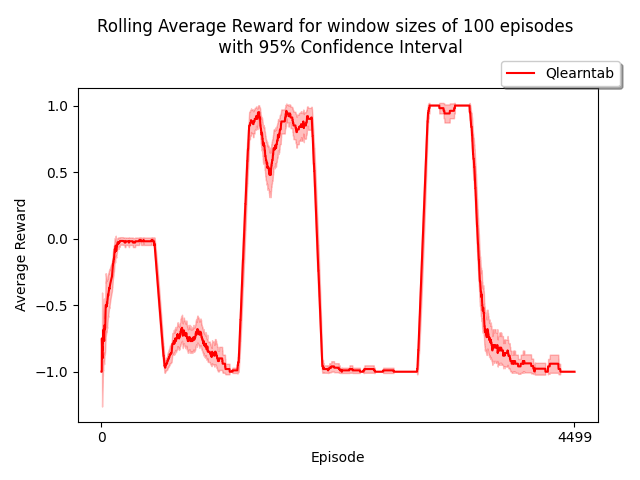 Rolling Average Reward for window sizes of 100 episodes
with 95% Confidence Interval
Qlearntab
1.0
0.5
0.0
−0.5
−1.0
Average Reward
0
4499
Episode